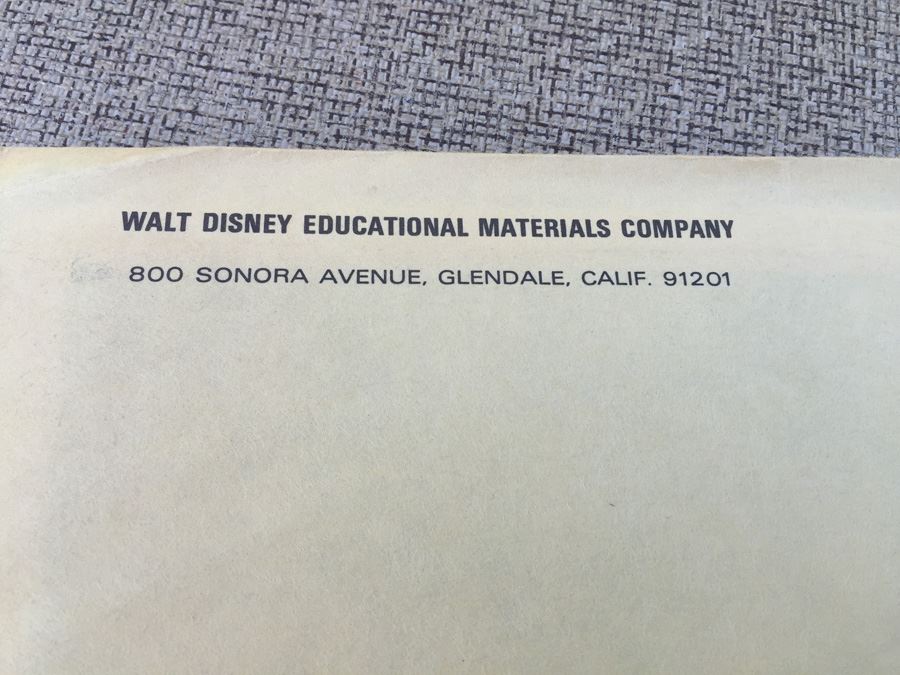 WALT DISNEY EDUCATIONAL MATERIALS COMPANY
800 SONORA AVENUE, GLENDALE, CALIF. 91201